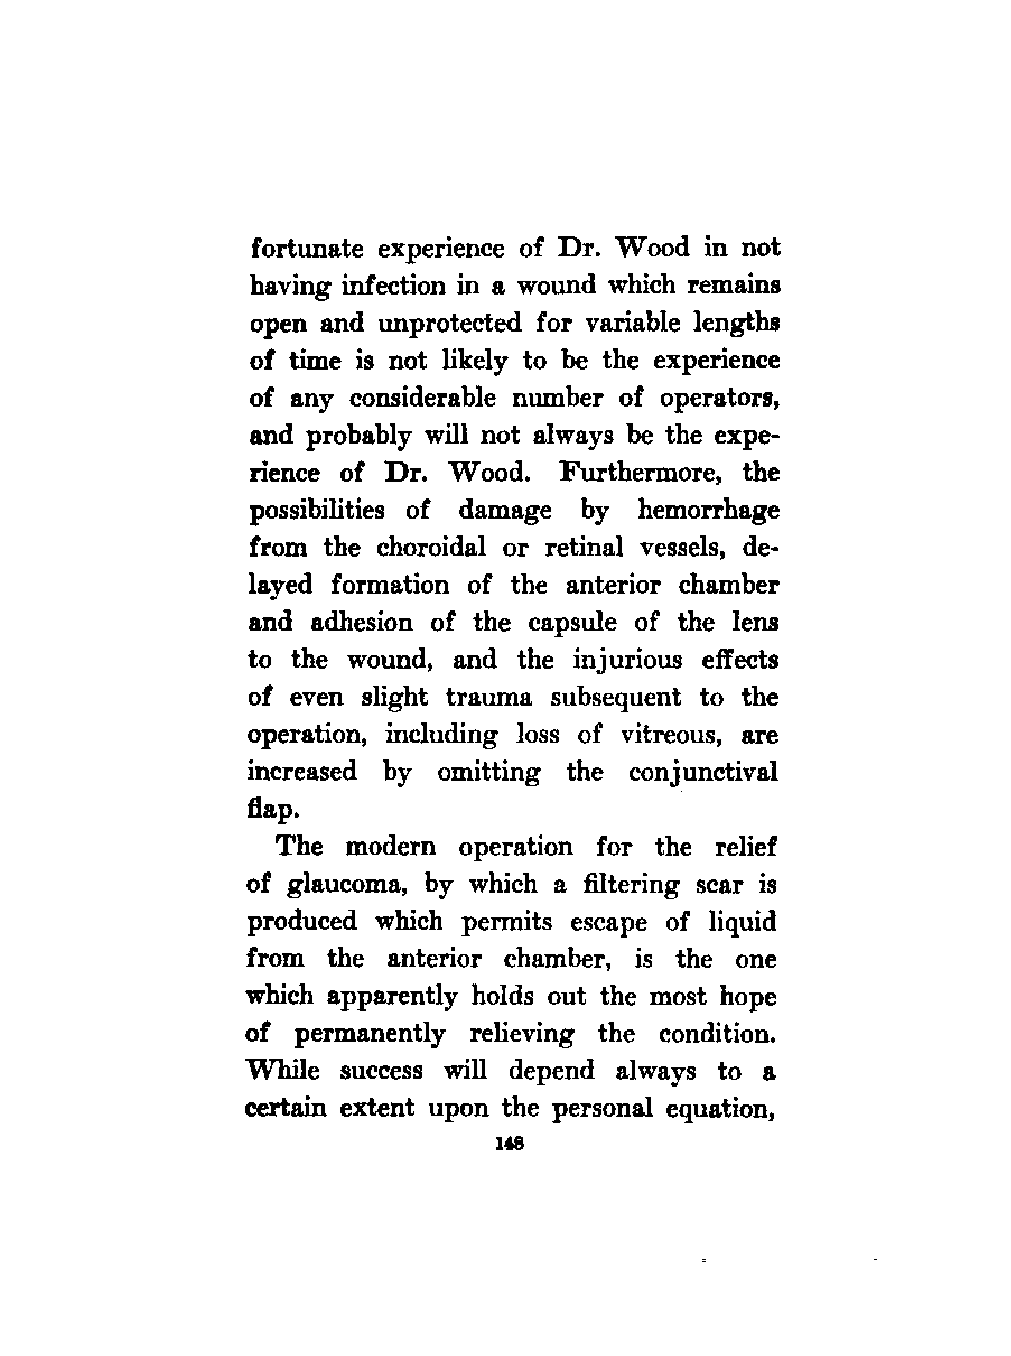 fortunate experience of Dr. Wood in not
having infection in a wound which remains
open and unprotected for variable lengths
of time is not likely to be the experience
of any considerable number of operators,
and probably will not always be the expe-
rience of Dr. Wood. Furthermore, the
possibilities of damage by hemorrhage
from the choroidal or retinal vessels, de-
layed formation of the anterior chamber
and adhesion of the capsule of the lens
to the wound, and the injurious effects
of even slight trauma subsequent to the
operation, including loss of vitreous, are
increased by omitting the conjunctival
flap.
The modern operation for the relief
of glaucoma, by which a filtering scar is
produced which permits escape of liquid
from the anterior chamber, is the one
which apparently holds out the most hope
of permanently relieving the condition.
While success will depend always to a
certain extent upon the personal equation,
148